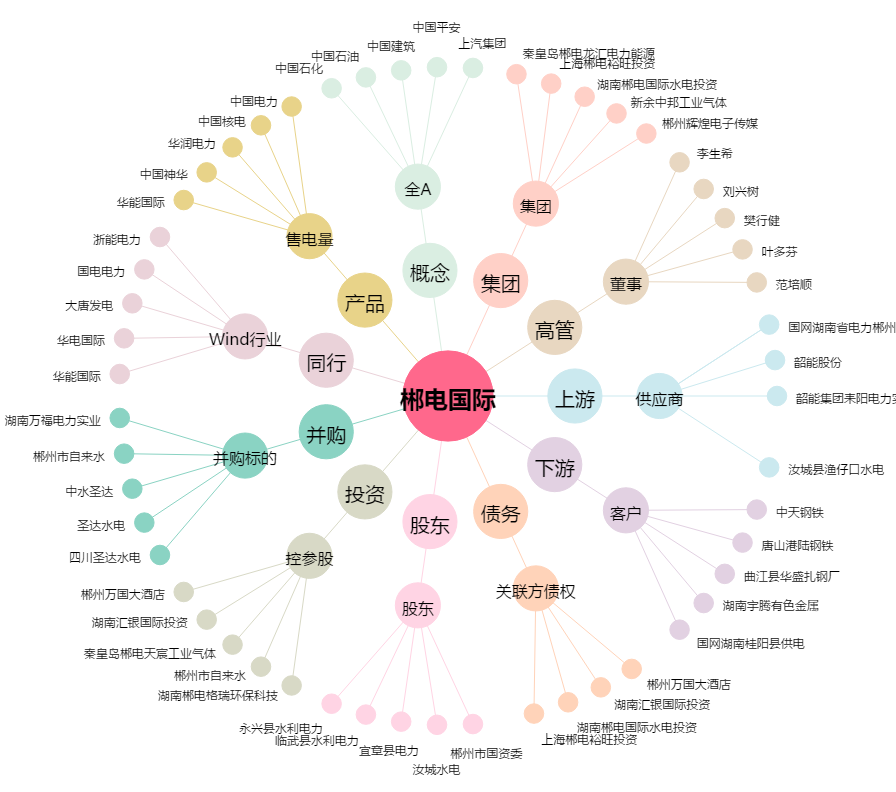 中国平安
上汽集团
中国建筑
中国石油
中国石化
秦皇岛郴电龙汇电力能源
上海郴电裕旺投资
湖南郴电国际水电投资
新余中邦工业气体
郴州辉煌电子传媒
中国电力
中国核电
华润电力
中国神华
华能国际
李生希
刘兴树
樊行健
叶多芬
范培顺
全A
集团
售电量
董事
概念
集团
产品
高管
浙能电力
国电电力
大唐发电
华电国际
华能国际
Wind行业
同行
郴电国际
上游
供应商
国网湖南省电力郴州
韶能股份
韶能集团耒阳电力实
汝城县渔仔口水电
湖南万福电力实业
郴州市自来水
中水圣达
圣达水电
四川圣达水电
并购标的
并购
下游
客户
中天钢铁
唐山港陆钢铁
曲江县华盛扎钢厂
湖南宇腾有色金属
国网湖南桂阳县供电
投资
股东
债务
控参股
股东
关联方债权
郴州万国大酒店
湖南汇银国际投资
秦皇岛郴电天宸工业气体
郴州市自来水
湖南郴电格瑞环保科技
永兴县水利电力
临武县水利电力
宜章县电力
汝城水电
郴州市国资委
郴州万国大酒店
湖南汇银国际投资
湖南郴电国际水电投资
上海郴电裕旺投资